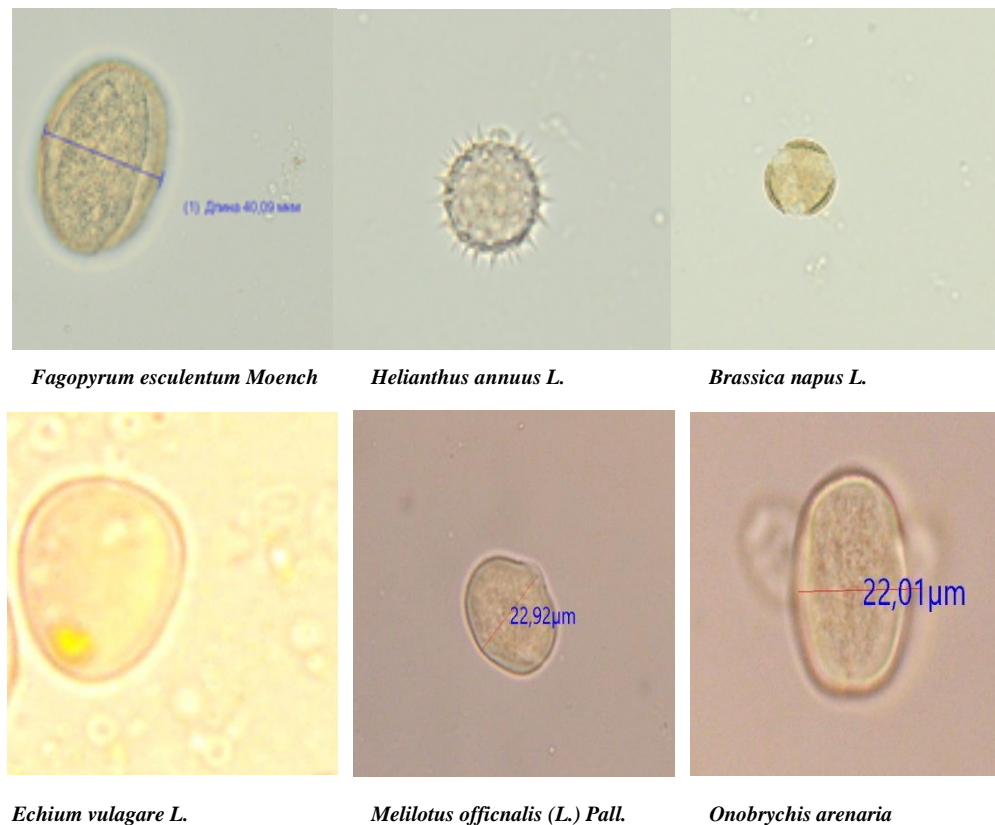 (1) Длина 40,09 мкм
Fagopyrum esculentum Moench
Helianthus annuus L.
Brassica napus L.
22,92µm
22,01µm
Echium vulagare L.
Melilotus officnalis (L.) Pall.
Onobrychis arenaria